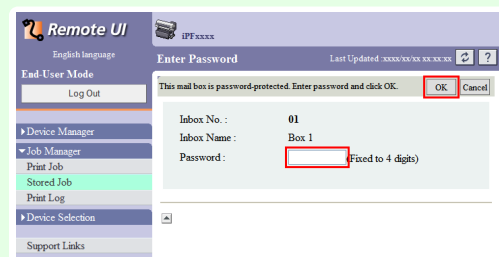 Remote UI
English language
End-User Mode
Log Out
Device Manager
Job Manager
Print Job
Stored Job
Print Log
Device Selection
Support Links
iPFxxxx
Enter Password
Last Updated :xxxx/xx/xx xx:xx:xx
?
This mail box is password-protected. Enter password and click OK.
OK
Cancel
Inbox No. : 01
Inbox Name : Box 1
Password : (Fixed to 4 digits)